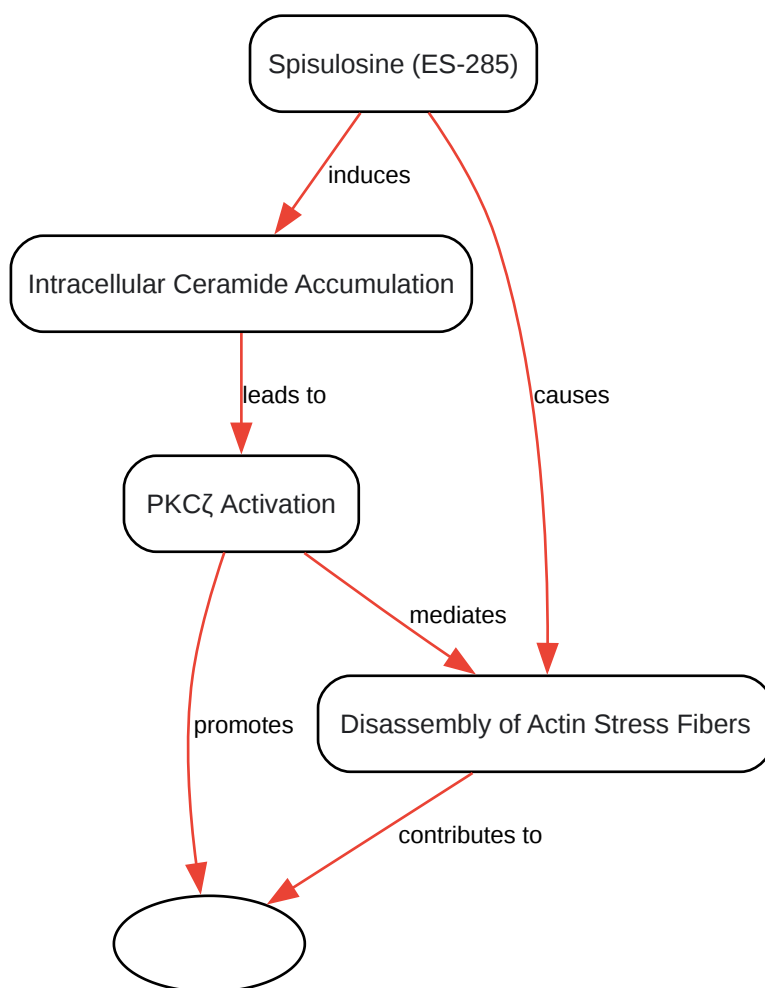 Spisulosine (ES-285)
induces
Intracellular Ceramide Accumulation
leads to
causes
PKCζ Activation
mediates
promotes
Disassembly of Actin Stress Fibers
contributes to